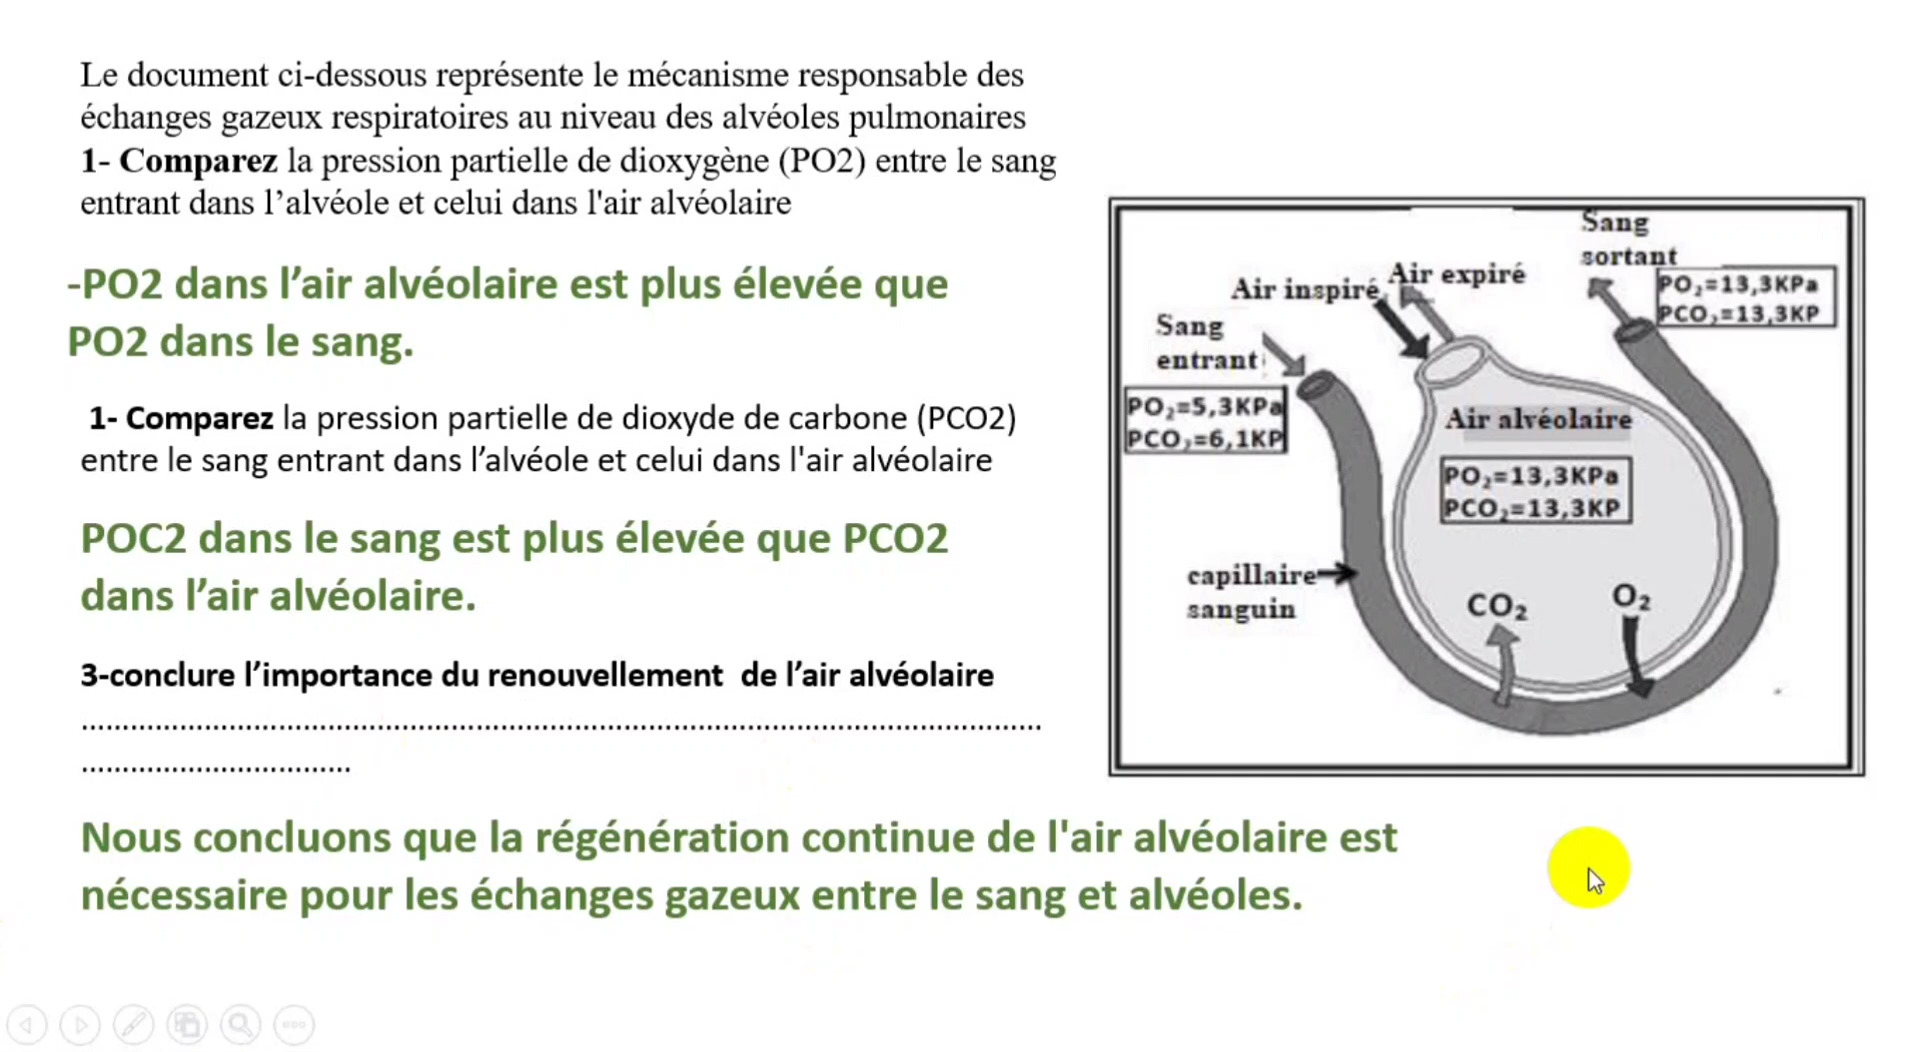 Le document ci-dessous représente le mécanisme responsable des
échanges gazeux respiratoires au niveau des alvéoles pulmonaires
1- Comparez la pression partielle de dioxygène (PO2) entre le sang
entrant dans l’alvéole et celui dans l'air alvéolaire
-PO2 dans l’air alvéolaire est plus élevée que
PO2 dans le sang.
1- Comparez la pression partielle de dioxyde de carbone (PCO2)
entre le sang entrant dans l’alvéole et celui dans l'air alvéolaire
POC2 dans le sang est plus élevée que PCO2
dans l’air alvéolaire.
3-conclure l’importance du renouvellement de l’air alvéolaire
........................................................................................................................
.................................
Nous concluons que la régénération continue de l'air alvéolaire est
nécessaire pour les échanges gazeux entre le sang et alvéoles.
Sang
sortant
PO₂=13,3KPa
PCO₂=13,3KP
Air inspiré
Air expiré
Sang
entrant
PO₂=5,3KPa
PCO₂=6,1KP
Air alvéolaire
PO₂=13,3KPa
PCO₂=13,3KP
capillaire
sanguin
CO₂
O₂